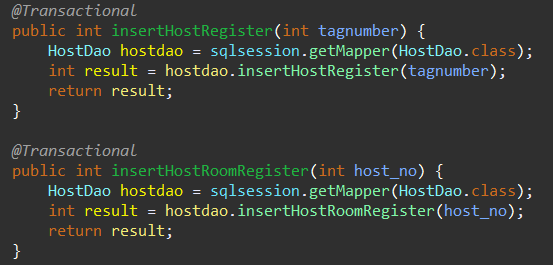 @Transactional
public int insertHostRegister(int tagnumber) {
HostDao hostdao = sqlsession.getMapper(HostDao.class);
int result = hostdao.insertHostRegister(tagnumber);
return result;
}
@Transactional
public int insertHostRoomRegister(int host_no) {
HostDao hostdao = sqlsession.getMapper(HostDao.class);
int result = hostdao.insertHostRoomRegister(host_no);
return result;
}